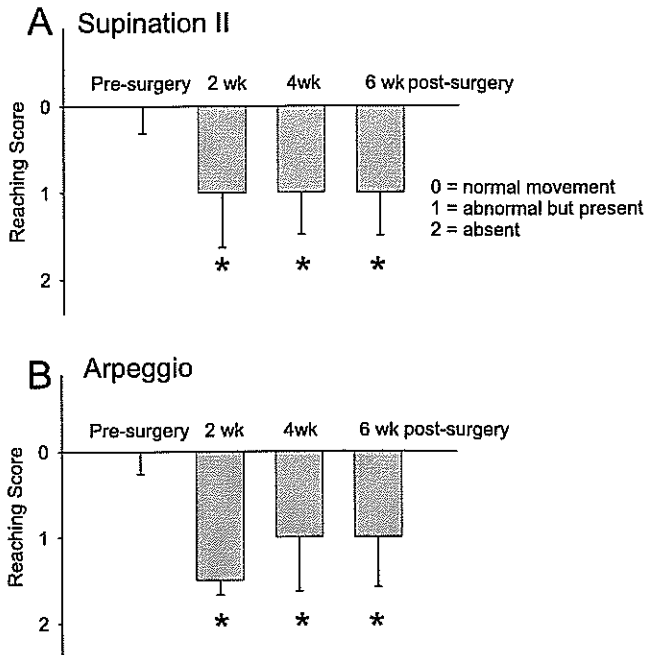 A Supination II
Pre-surgery 2 wk 4wk 6 wk post-surgery
0
1
2
Reaching Score
0 = normal movement
1 = abnormal but present
2 = absent
* * *
B Arpeggio
Pre-surgery 2 wk 4wk 6 wk post-surgery
0
1
2
Reaching Score
* * *